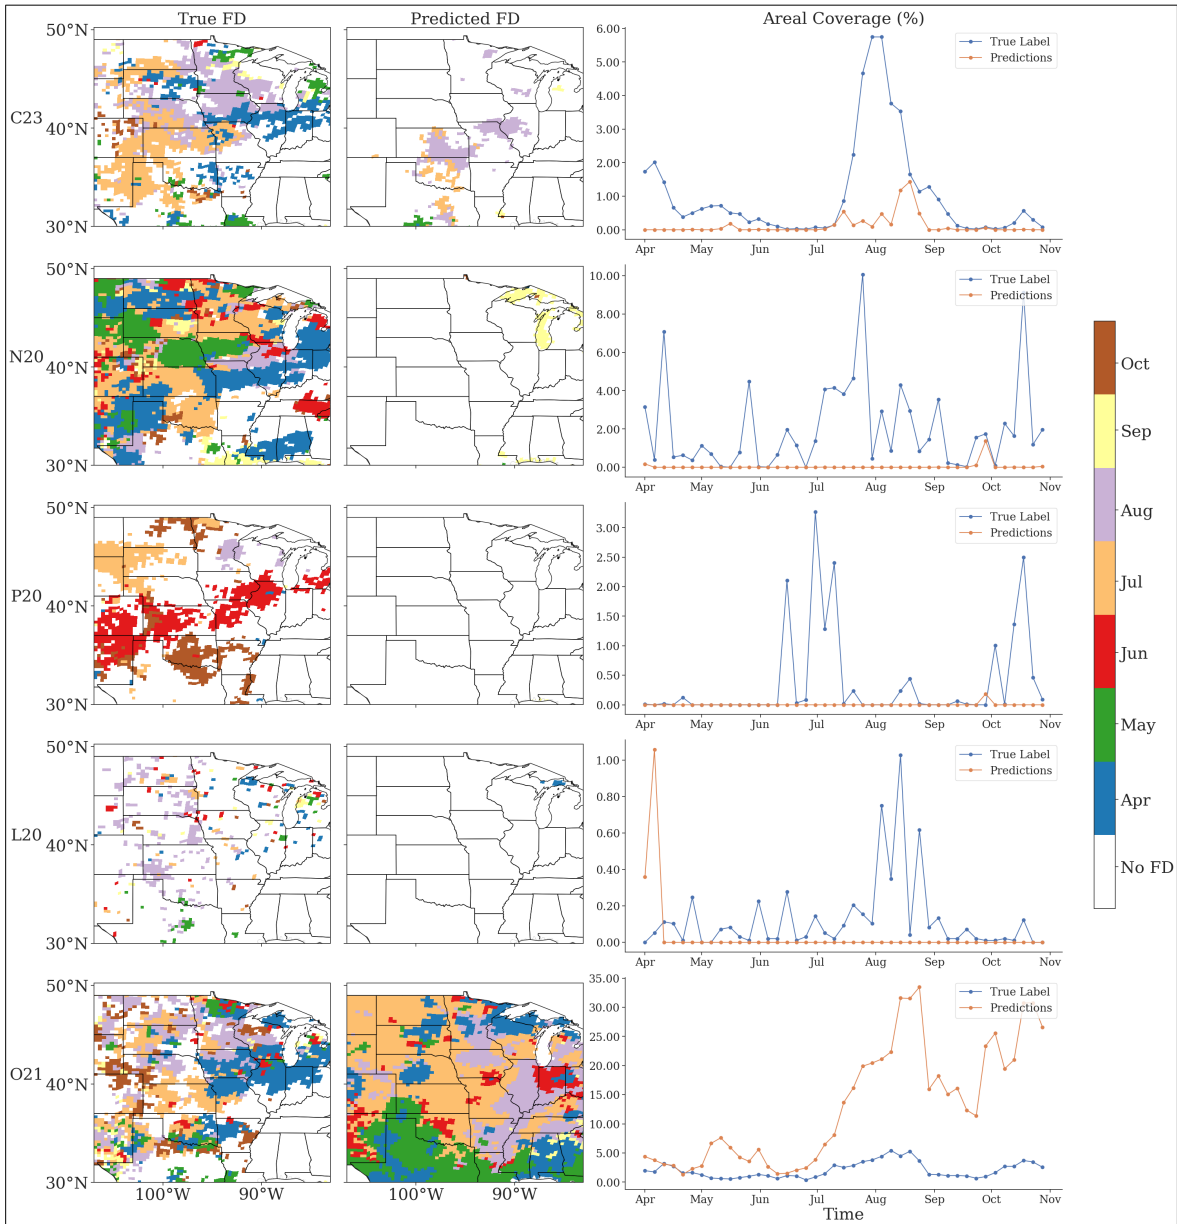 True FD Predicted FD Areal Coverage (%)
C23
50°N
40°N
30°N
6.00
5.00
4.00
3.00
2.00
1.00
0.00
True Label
Predictions
Apr May Jun Jul Aug Sep Oct Nov
N20
50°N
40°N
30°N
10.00
8.00
6.00
4.00
2.00
0.00
True Label
Predictions
Apr May Jun Jul Aug Sep Oct Nov
P20
50°N
40°N
30°N
3.00
2.50
2.00
1.50
1.00
0.50
0.00
True Label
Predictions
Apr May Jun Jul Aug Sep Oct Nov
L20
50°N
40°N
30°N
1.00
0.80
0.60
0.40
0.20
0.00
True Label
Predictions
Apr May Jun Jul Aug Sep Oct Nov
O21
50°N
40°N
30°N
100°W 90°W
100°W 90°W
35.00
30.00
25.00
20.00
15.00
10.00
5.00
0.00
True Label
Predictions
Apr May Jun Jul Aug Sep Oct Nov
Time
Oct
Sep
Aug
Jul
Jun
May
Apr
No FD